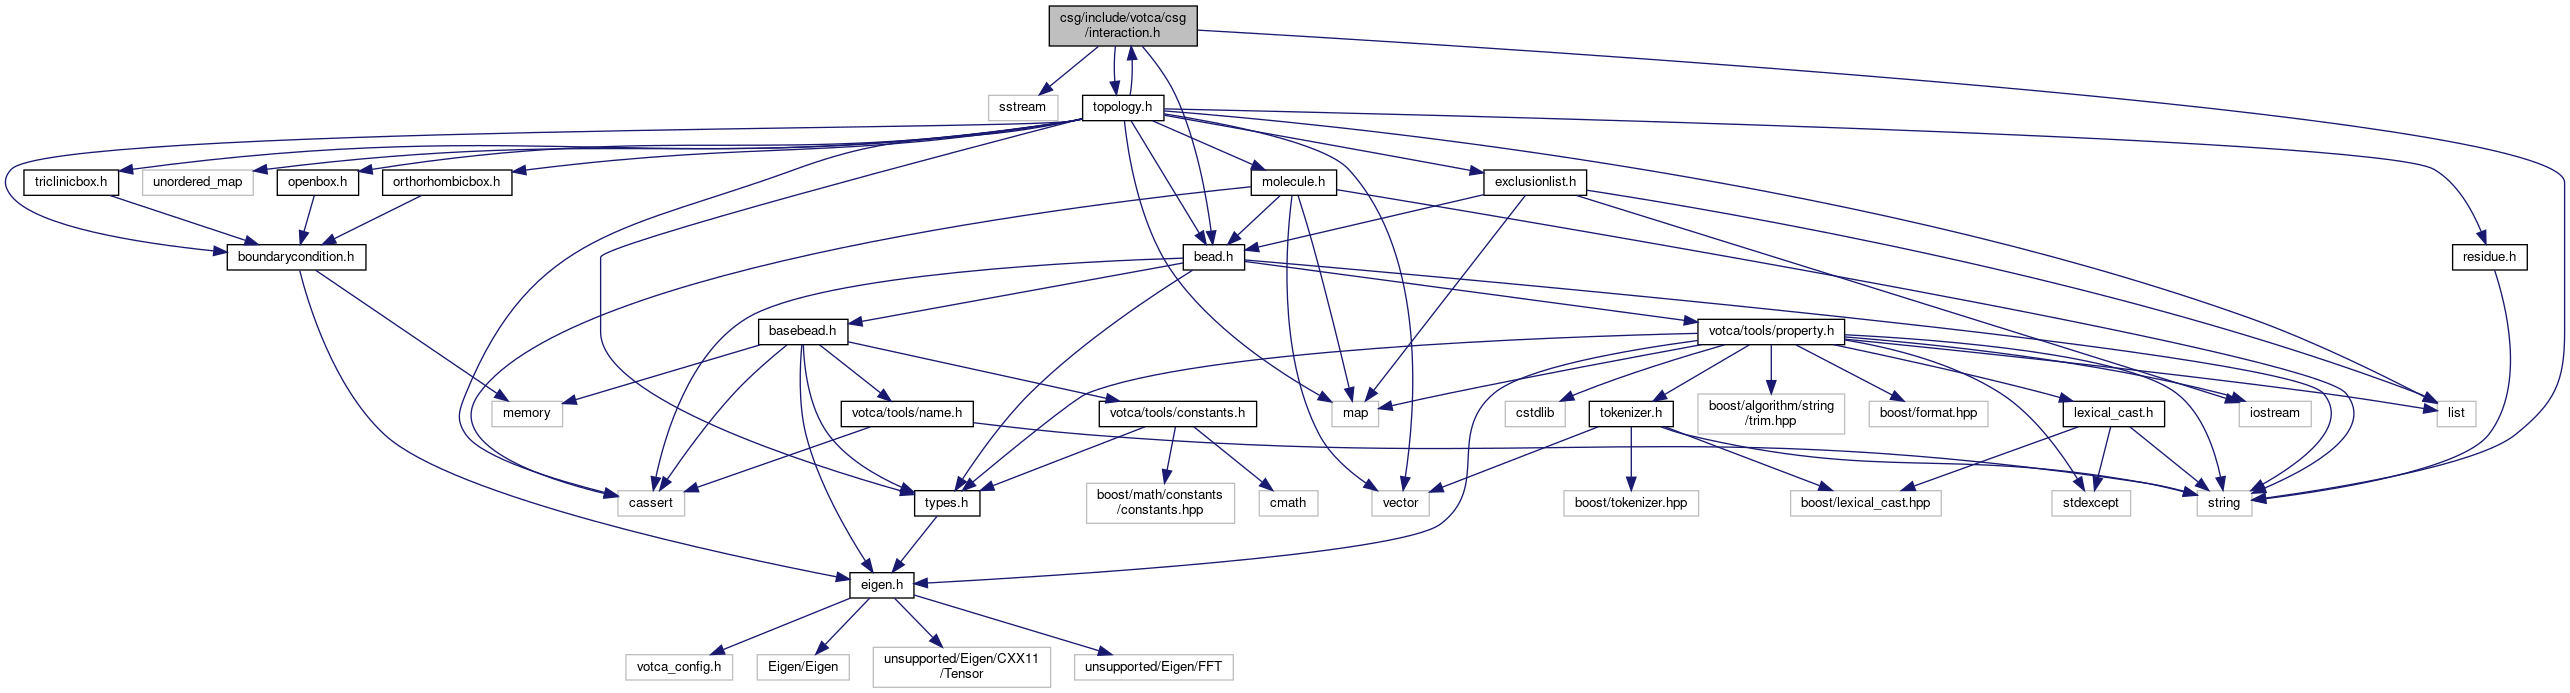 csg/include/votca/csg
/interaction.h
sstream
topology.h
triclinicbox.h
unordered_map
openbox.h
orthorhombicbox.h
molecule.h
exclusionlist.h
boundarycondition.h
bead.h
residue.h
basebead.h
votca/tools/property.h
memory
votca/tools/name.h
votca/tools/constants.h
map
cstdlib
tokenizer.h
boost/algorithm/string
/trim.hpp
boost/format.hpp
lexical_cast.h
iostream
list
cassert
types.h
boost/math/constants
/constants.hpp
cmath
vector
boost/tokenizer.hpp
boost/lexical_cast.hpp
stdexcept
string
eigen.h
votca_config.h
Eigen/Eigen
unsupported/Eigen/CXX11
/Tensor
unsupported/Eigen/FFT